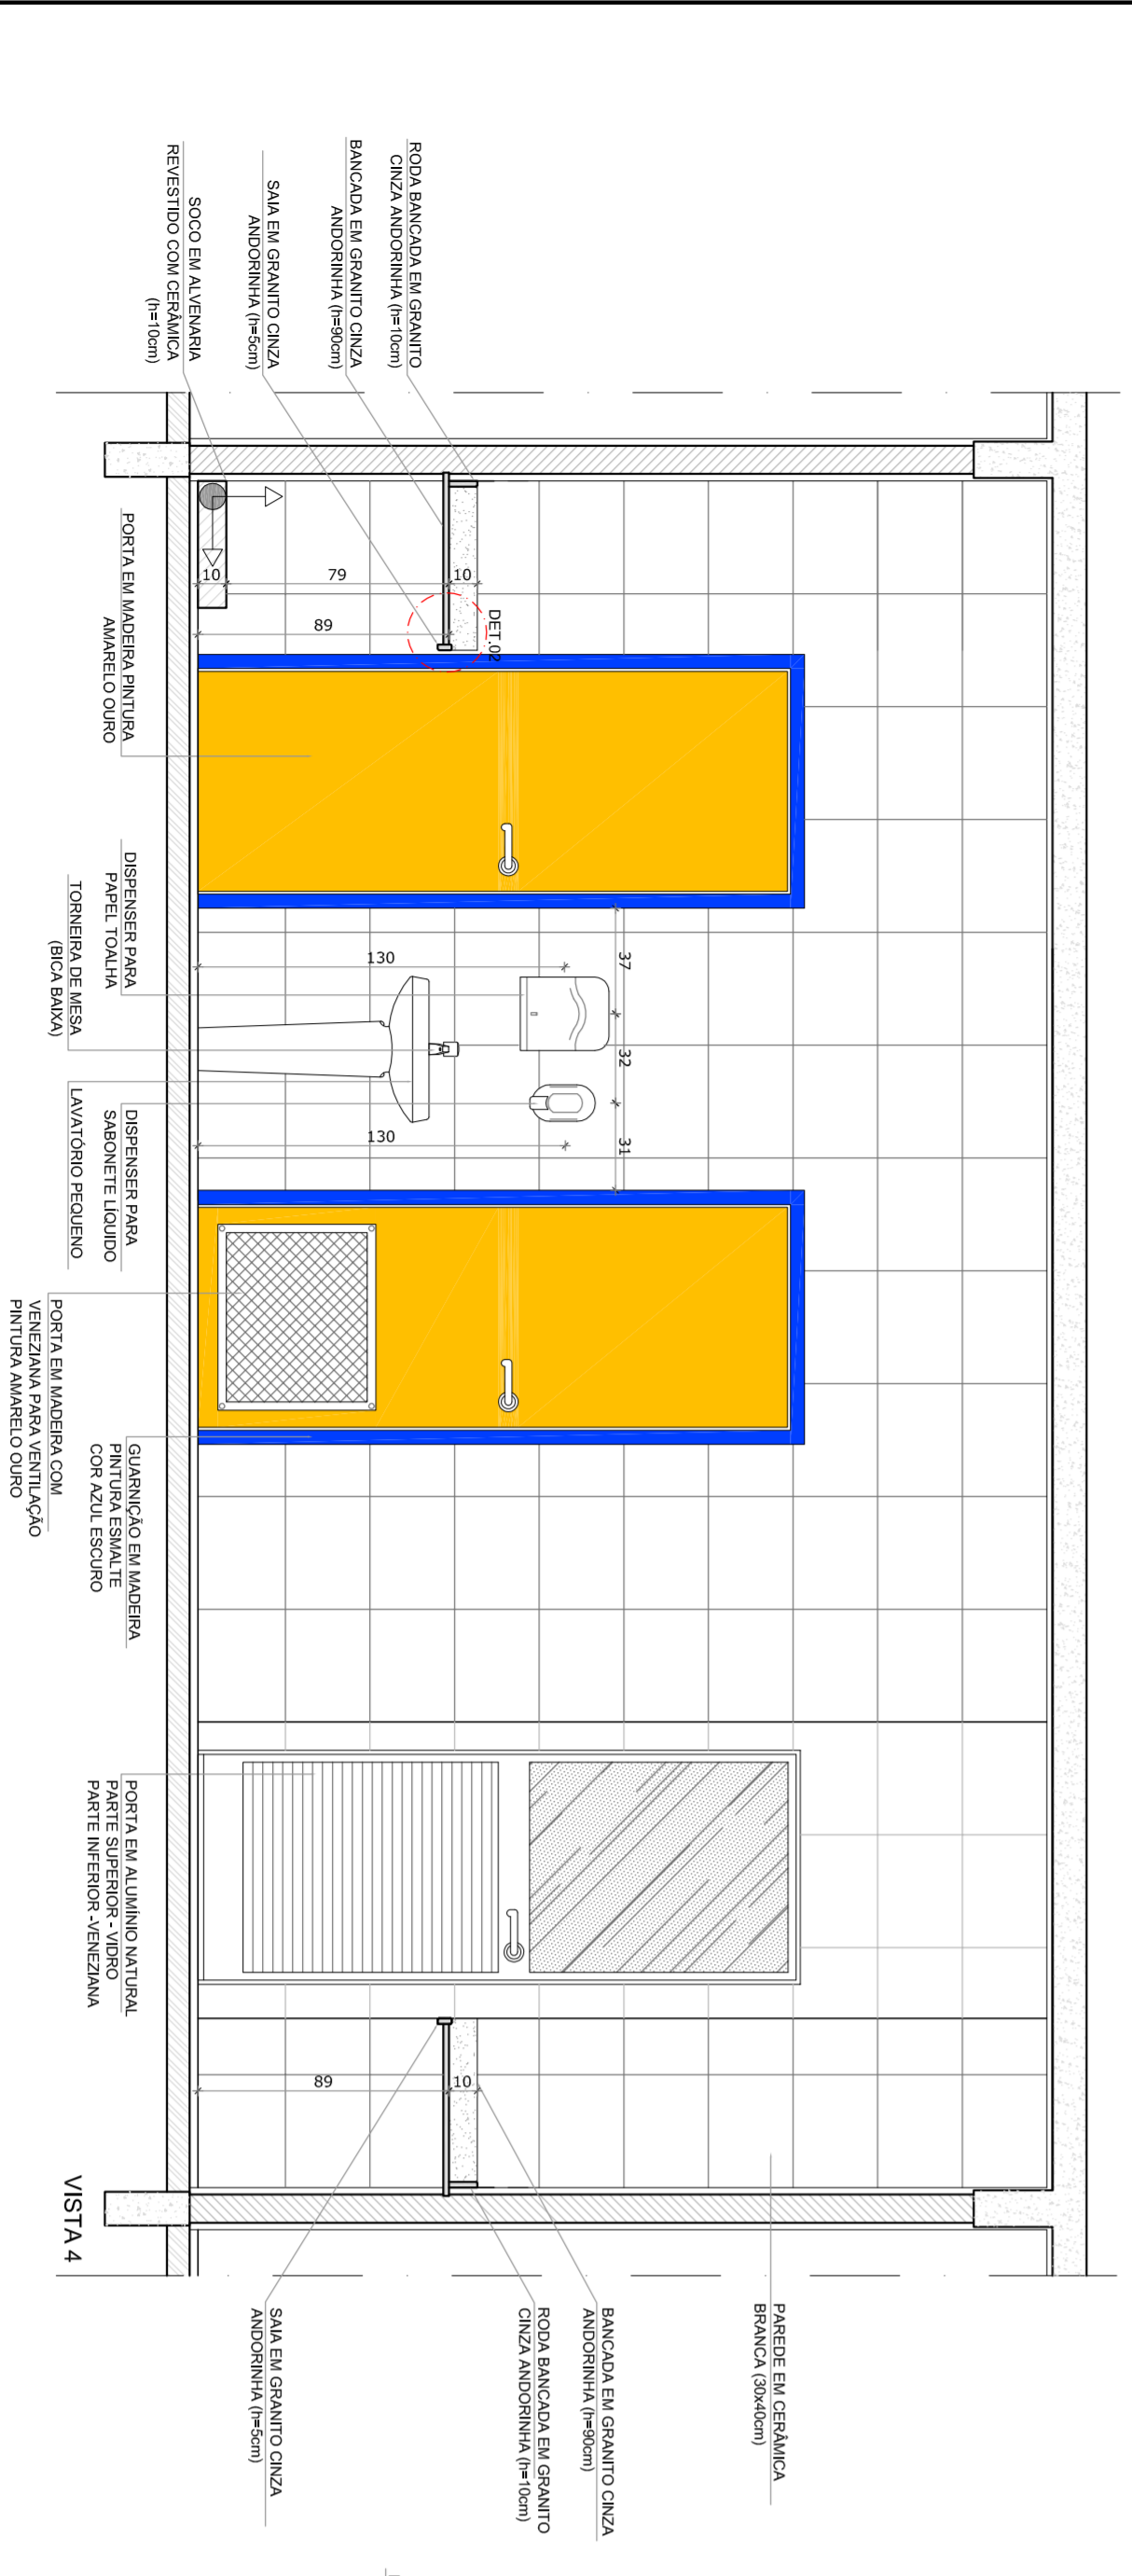 RODA BANCADA EM GRANITO
CINZA ANDORINHA (h=10cm)
BANCADA EM GRANITO CINZA
ANDORINHA (h=90cm)
SAIA EM GRANITO CINZA
ANDORINHA (h=5cm)
SOCO EM ALVENARIA
REVESTIDO COM CERÂMICA
(h=10cm)
10
79
10
89
DET.02
PORTA EM MADEIRA PINTURA
AMARELO OURO
DISPENSER PARA
PAPEL TOALHA
TORNEIRA DE MESA
(BICA BAIXA)
130
37
32
31
130
DISPENSER PARA
SABONETE LÍQUIDO
LAVATÓRIO PEQUENO
PORTA EM MADEIRA COM
VENEZIANA PARA VENTILAÇÃO
PINTURA AMARELO OURO
GUARNIÇÃO EM MADEIRA
PINTURA ESMALTE
COR AZUL ESCURO
PORTA EM ALUMÍNIO NATURAL
PARTE SUPERIOR - VIDRO
PARTE INFERIOR -VENEZIANA
89
10
PAREDE EM CERÂMICA
BRANCA (30x40cm)
BANCADA EM GRANITO CINZA
ANDORINHA (h=90cm)
RODA BANCADA EM GRANITO
CINZA ANDORINHA (h=10cm)
SAIA EM GRANITO CINZA
ANDORINHA (h=5cm)
VISTA 4